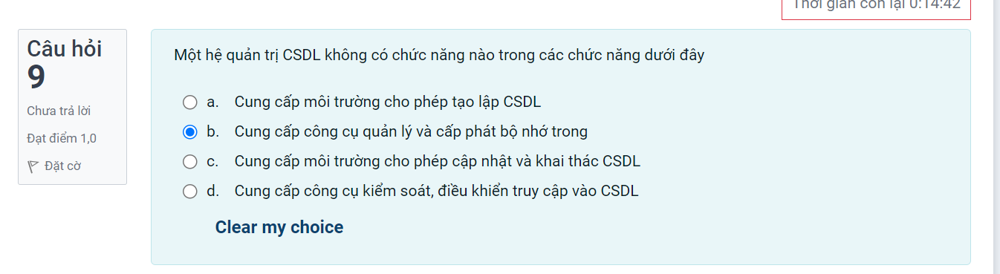 Thời gian còn lại 0:14:42
Câu hỏi
9
Chưa trả lời
Đạt điểm 1,0
Đặt cờ
Một hệ quản trị CSDL không có chức năng nào trong các chức năng dưới đây
a. Cung cấp môi trường cho phép tạo lập CSDL
b. Cung cấp công cụ quản lý và cấp phát bộ nhớ trong
c. Cung cấp môi trường cho phép cập nhật và khai thác CSDL
d. Cung cấp công cụ kiểm soát, điều khiển truy cập vào CSDL
Clear my choice